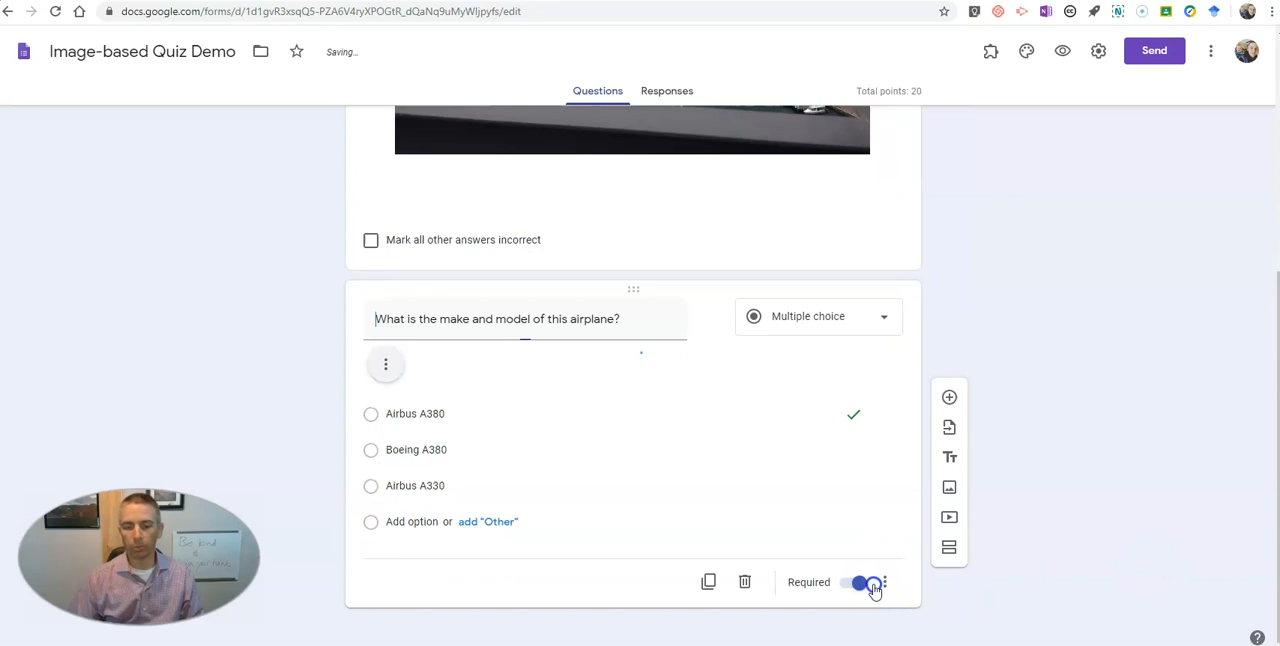 docs.google.com/forms/d/1d1gvR3xsqQ5-PZA6V4ryXPOGtR_dQaNq9uMyWIjpyfs/edit
Image-based Quiz Demo
Saving...
Send
Questions
Responses
Total points: 20
Mark all other answers incorrect
What is the make and model of this airplane?
Multiple choice
Airbus A380
Boeing A380
Airbus A330
Add option or add "Other"
Required
Be kind